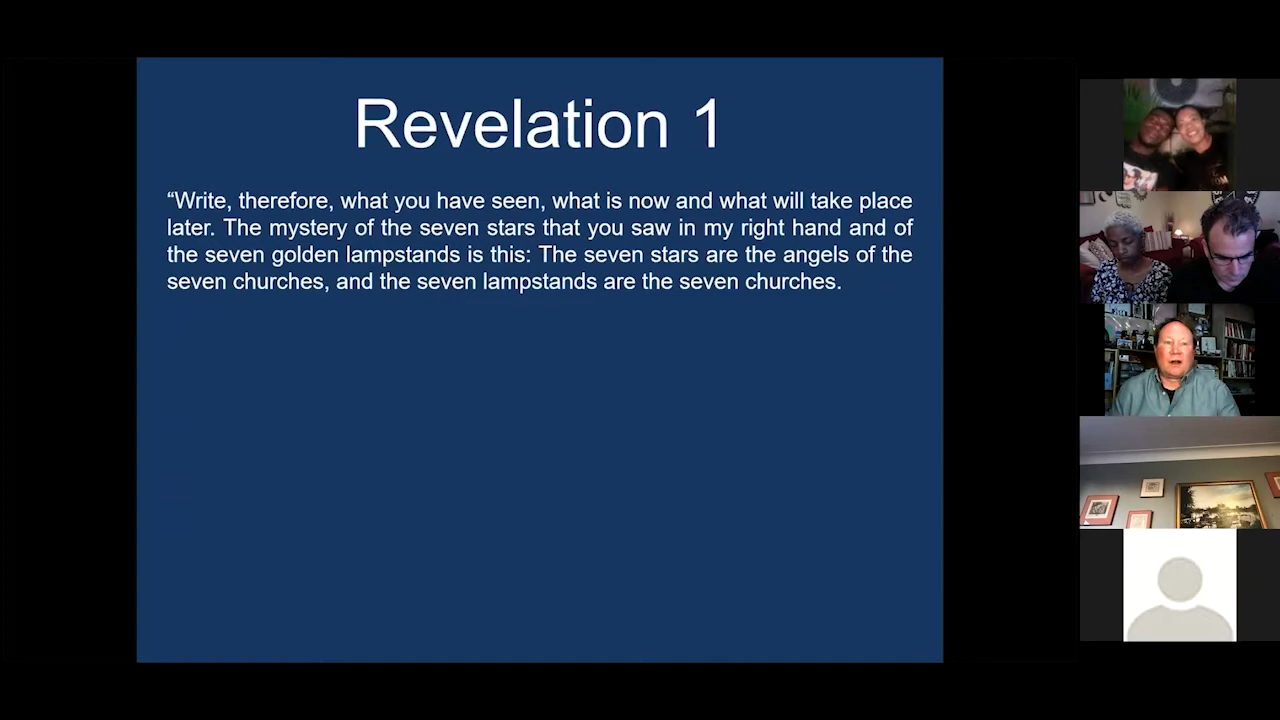 Revelation 1
“Write, therefore, what you have seen, what is now and what will take place
later. The mystery of the seven stars that you saw in my right hand and of
the seven golden lampstands is this: The seven stars are the angels of the
seven churches, and the seven lampstands are the seven churches.